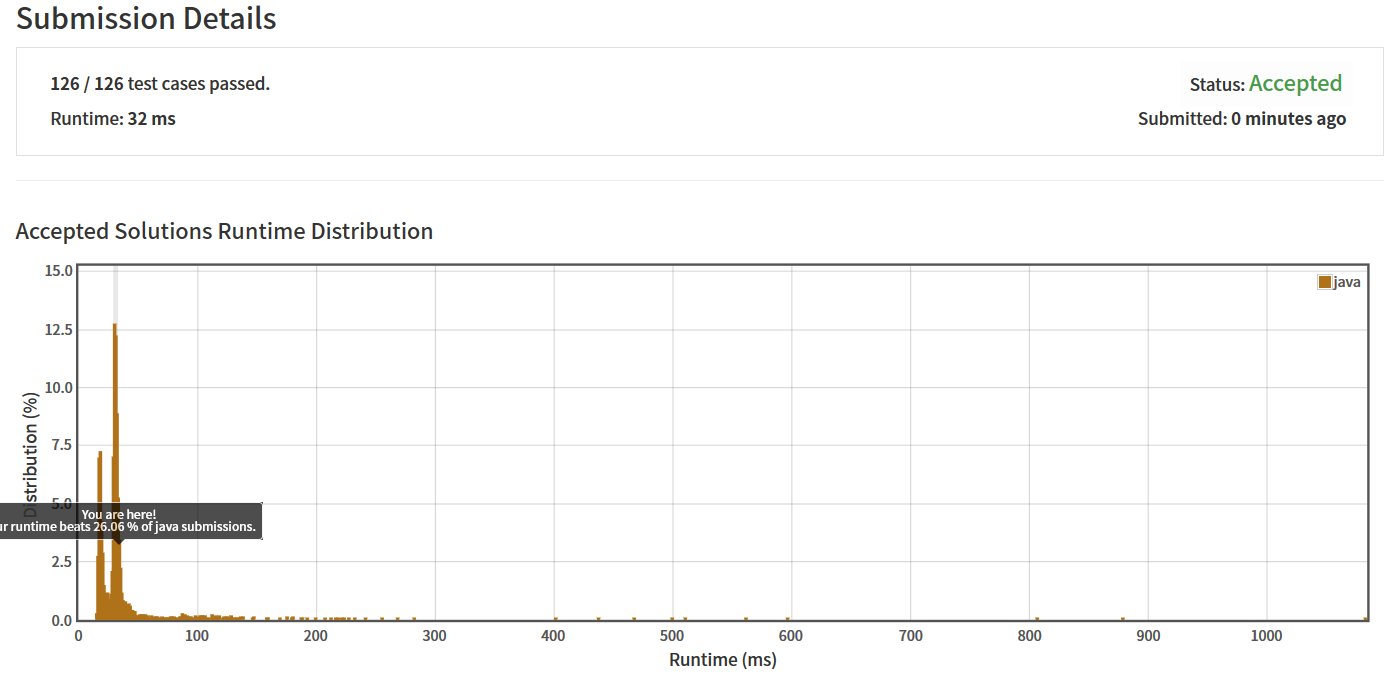 Submission Details
126 / 126 test cases passed.
Status: Accepted
Runtime: 32 ms
Submitted: 0 minutes ago
Accepted Solutions Runtime Distribution
java
15.0
12.5
10.0
7.5
5.0
2.5
0.0
Distribution (%)
You are here!
ur runtime beats 26.06 % of java submissions.
0 100 200 300 400 500 600 700 800 900 1000
Runtime (ms)